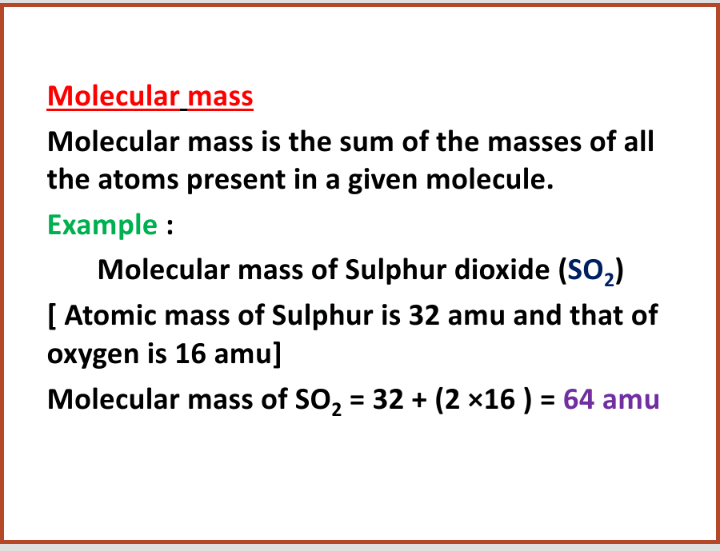 Molecular mass
Molecular mass is the sum of the masses of all
the atoms present in a given molecule.
Example :
Molecular mass of Sulphur dioxide (SO₂)
[ Atomic mass of Sulphur is 32 amu and that of
oxygen is 16 amu]
Molecular mass of SO₂ = 32 + (2 ×16 ) = 64 amu